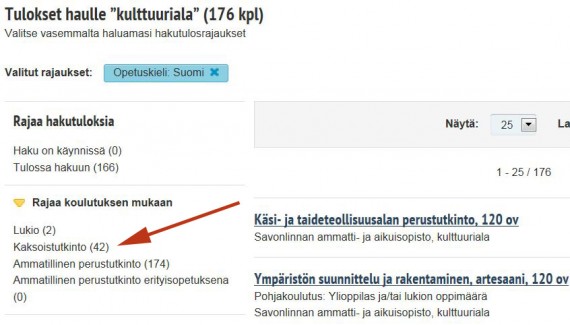 Tulokset haulle "kulttuuriala" (176 kpl)
Valitse vasemmalta haluamasi hakutulosrajaukset
Valitut rajaukset: Opetuskieli: Suomi ✖
Rajaa hakutuloksia
Haku on käynnissä (0)
Tulossa hakuun (166)
Rajaa koulutuksen mukaan
Lukio (2)
Kaksoistutkinto (42)
Ammatillinen perustutkinto (174)
Ammatillinen perustutkinto erityisopetuksena
(0)
Näytä: 25 La
1 - 25 / 176
Käsi- ja taideteollisuusalan perustutkinto, 120 ov
Savonlinnan ammatti- ja aikuisopisto, kulttuuriala
Ympäristön suunnittelu ja rakentaminen, artesaani, 120 ov
Pohjakoulutus: Ylioppilas ja/tai lukion oppimäärä
Savonlinnan ammatti- ja aikuisopisto, kulttuuriala